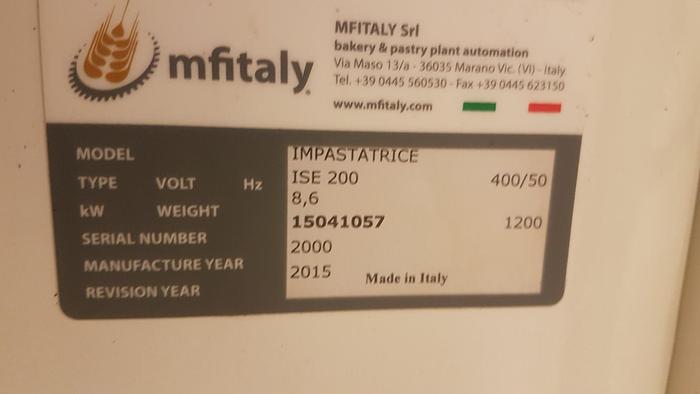 mfitaly
MFITALY Srl
bakery & pastry plant automation
Via Maso 13/a - 36035 Marano Vic. (VI) - Italy
Tel. +39 0445 560530 - Fax +39 0445 623150
www.mfitaly.com
MODEL IMPASTATRICE
TYPE VOLT Hz ISE 200 400/50
kW WEIGHT 8,6
SERIAL NUMBER 15041057 1200
MANUFACTURE YEAR 2000
REVISION YEAR 2015 Made in Italy